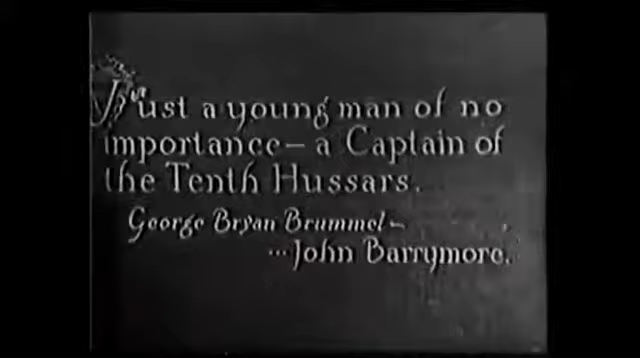 Just a young man of no
importance — a Captain of
the Tenth Hussars.
George Bryan Brummel —
...John Barrymore.